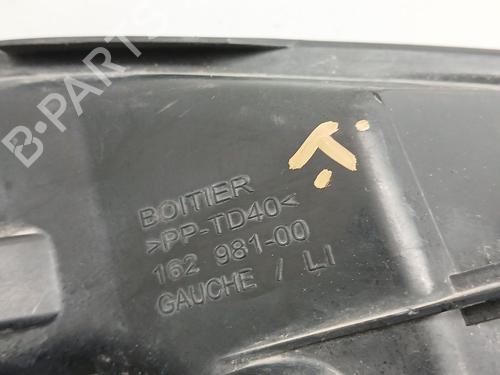 B-PARTS
BOITIER
>PP-TD40<
162 981-00
GAUCHE / LI